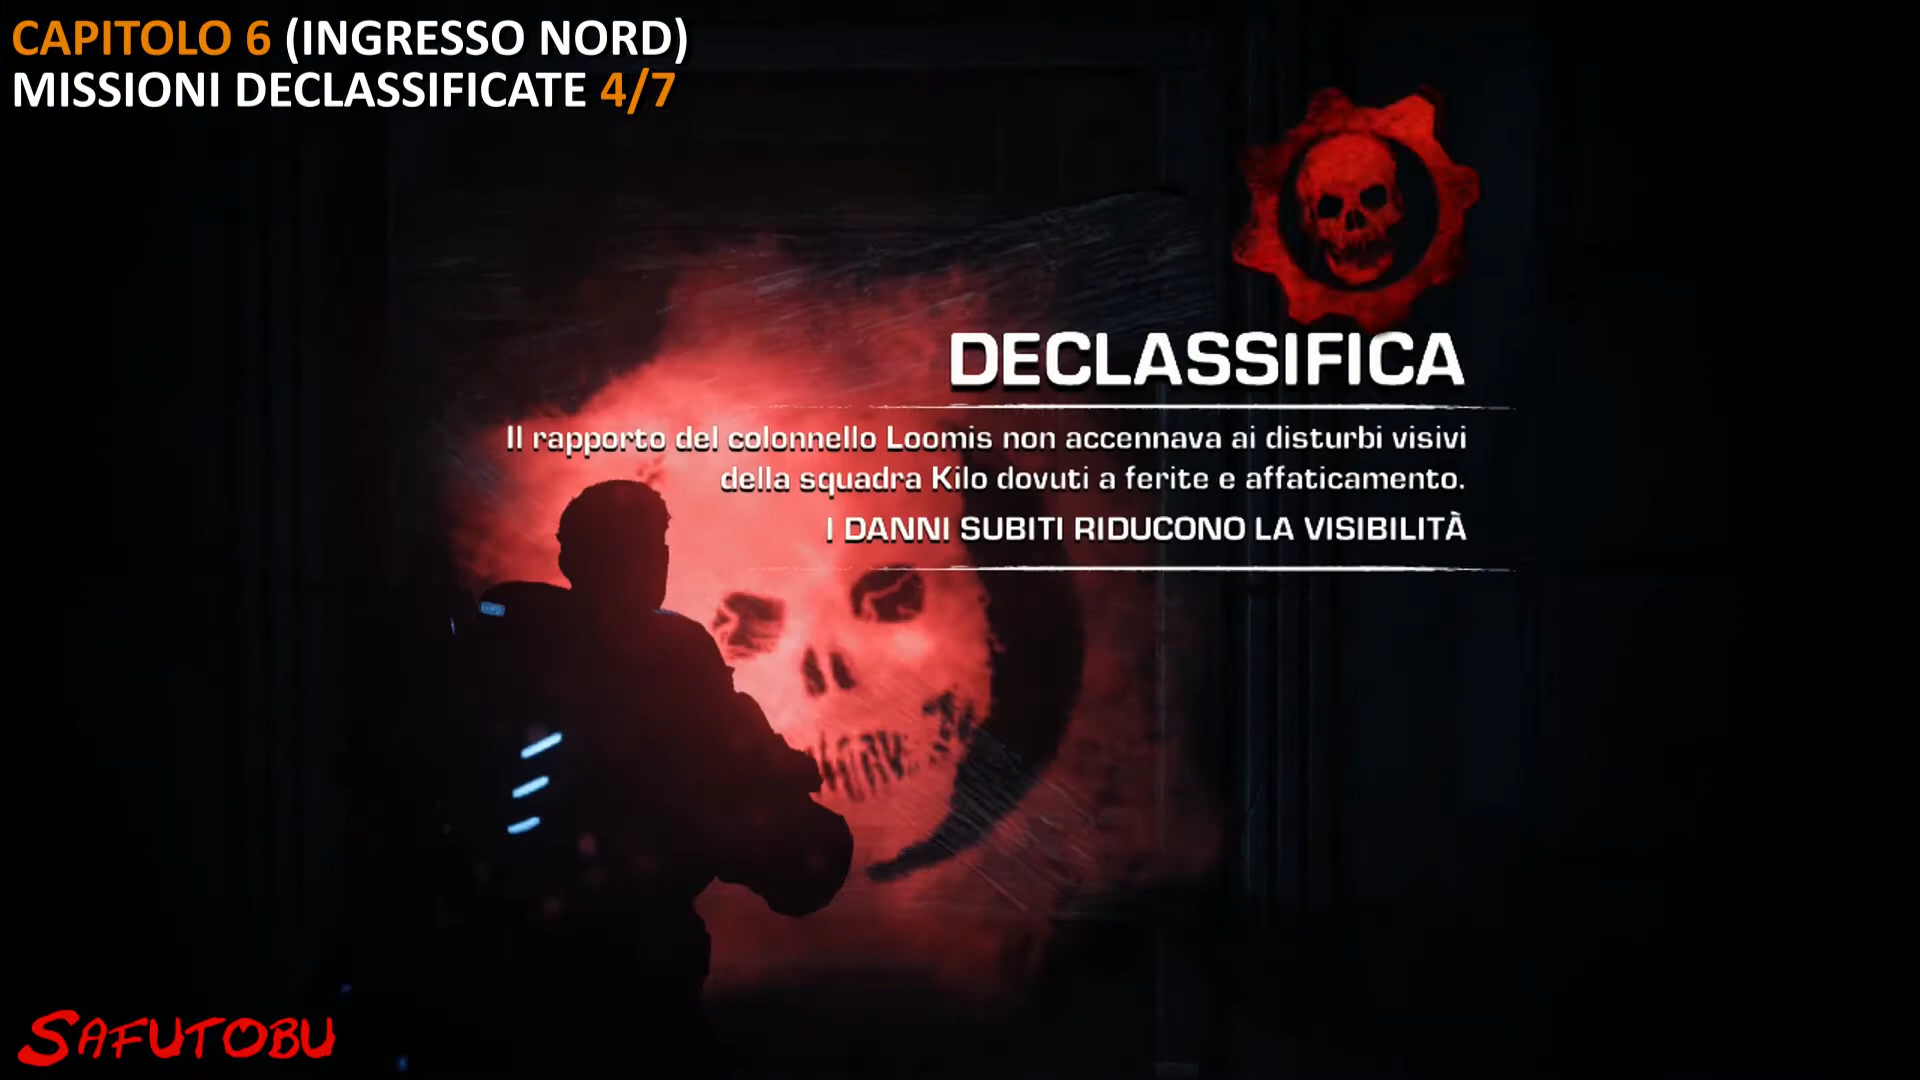 CAPITOLO 6 (INGRESSO NORD)
MISSIONI DECLASSIFICATE 4/7
DECLASSIFICA
Il rapporto del colonnello Loomis non accennava ai disturbi visivi
della squadra Kilo dovuti a ferite e affaticamento.
I DANNI SUBITI RIDUCONO LA VISIBILITÀ
SAFUTOBU